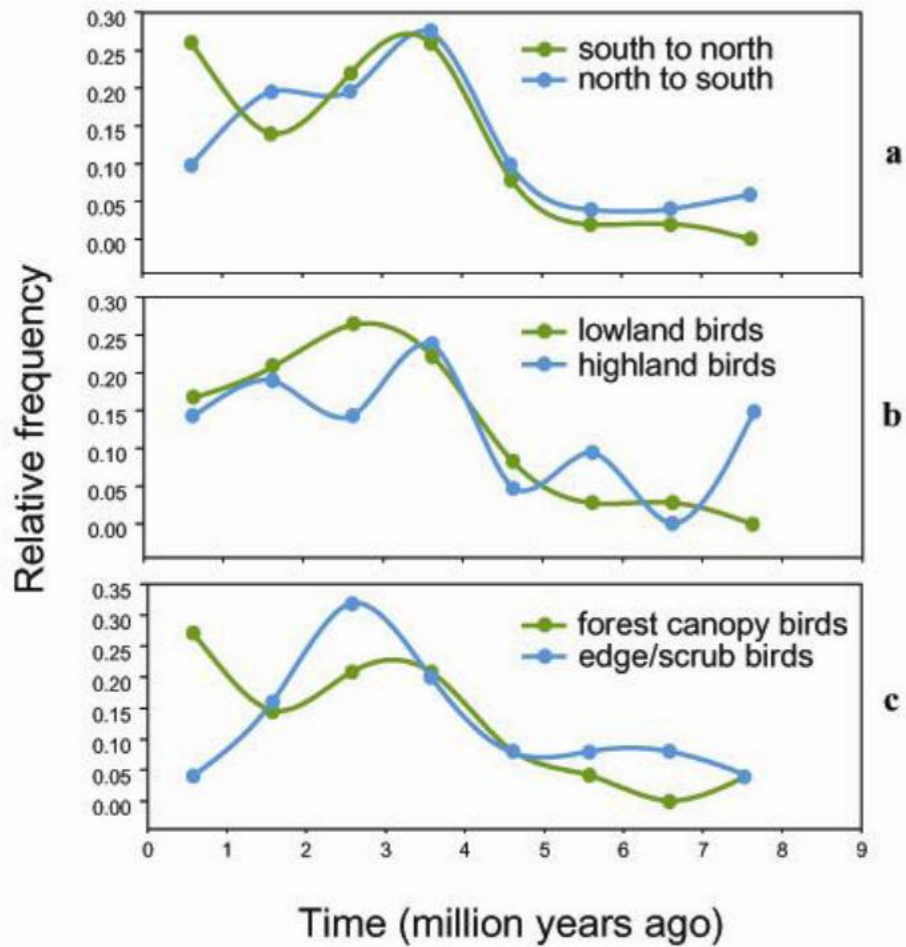 0.30
0.25
0.20
0.15
0.10
0.05
0.00
south to north
north to south
a
0.30
0.25
0.20
0.15
0.10
0.05
0.00
lowland birds
highland birds
b
0.35
0.30
0.25
0.20
0.15
0.10
0.05
0.00
forest canopy birds
edge/scrub birds
c
Relative frequency
0 1 2 3 4 5 6 7 8 9
Time (million years ago)